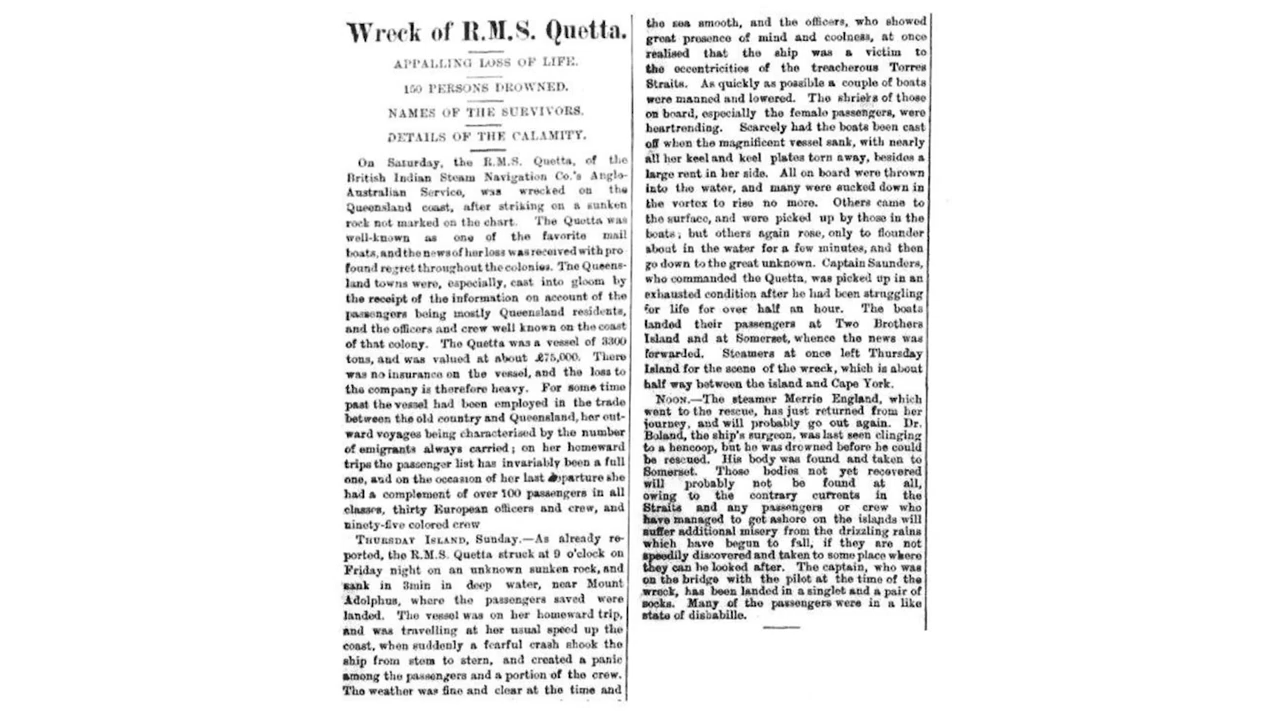 Wreck of R.M.S. Quetta.
APPALLING LOSS OF LIFE.
150 PERSONS DROWNED.
NAMES OF THE SURVIVORS.
DETAILS OF THE CALAMITY.
On Saturday, the R.M.S. Quetta, of the
British Indian Steam Navigation Co.'s Anglo-
Australian Service, was wrecked on the
Queensland coast, after striking on a sunken
rock not marked on the chart. The Quetta was
well-known as one of the favorite mail
boats, and the news of her loss was received with pro
found regret throughout the colonies. The Queens-
land towns were, especially, cast into gloom by
the receipt of the information on account of the
passengers being mostly Queensland residents,
and the officers and crew well known on the coast
of that colony. The Quetta was a vessel of 3300
tons, and was valued at about £75,000. There
was no insurance on the vessel, and the loss to
the company is therefore heavy. For some time
past the vessel had been employed in the trade
between the old country and Queensland, her out-
ward voyages being characterised by the number
of emigrants always carried; on her homeward
trips the passenger list has invariably been a full
one, and on the occasion of her last departure she
had a complement of over 100 passengers in all
classes, thirty European officers and crew, and
ninety-five colored crew
THURSDAY ISLAND, Sunday.—As already re-
ported, the R.M.S. Quetta struck at 9 o'clock on
Friday night on an unknown sunken rock, and
sank in 3min in deep water, near Mount
Adolphus, where the passengers saved were
landed. The vessel was on her homeward trip,
and was travelling at her usual speed up the
coast, when suddenly a fearful crash shook the
ship from stem to stern, and created a panic
among the passengers and a portion of the crew.
The weather was fine and clear at the time and
the sea smooth, and the officers, who showed
great presence of mind and coolness, at once
realised that the ship was a victim to
the eccentricities of the treacherous Torres
Straits. As quickly as possible a couple of boats
were manned and lowered. The shrieks of those
on board, especially the female passengers, were
heartrending. Scarcely had the boats been cast
off when the magnificent vessel sank, with nearly
all her keel and keel plates torn away, besides a
large rent in her side. All on board were thrown
into the water, and many were sucked down in
the vortex to rise no more. Others came to
the surface, and were picked up by those in the
boats; but others again rose, only to flounder
about in the water for a few minutes, and then
go down to the great unknown. Captain Saunders,
who commanded the Quetta, was picked up in an
exhausted condition after he had been struggling
for life for over half an hour. The boats
landed their passengers at Two Brothers
Island and at Somerset, whence the news was
forwarded. Steamers at once left Thursday
Island for the scene of the wreck, which is about
half way between the island and Cape York.
NOON.—The steamer Merrie England, which
went to the rescue, has just returned from her
journey, and will probably go out again. Dr.
Boland, the ship's surgeon, was last seen clinging
to a hencoop, but he was drowned before he could
be rescued. His body was found and taken to
Somerset. Those bodies not yet recovered
will probably not be found at all,
owing to the contrary currents in the
Straits and any passengers or crew who
have managed to get ashore on the islands will
suffer additional misery from the drizzling rains
which have begun to fall, if they are not
speedily discovered and taken to some place where
they can be looked after. The captain, who was
on the bridge with the pilot at the time of the
wreck, has been landed in a singlet and a pair of
socks. Many of the passengers were in a like
state of dishabille.